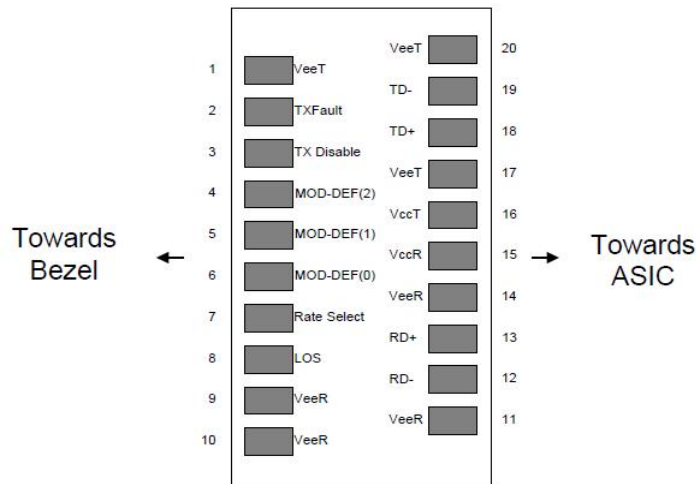 VeeT 20
1 VeeT
TD- 19
2 TXFault
TD+ 18
3 TX Disable
VeeT 17
4 MOD-DEF(2)
VccT 16
5 MOD-DEF(1)
VccR 15
6 MOD-DEF(0)
VeeR 14
7 Rate Select
RD+ 13
8 LOS
RD- 12
9 VeeR
VeeR 11
10 VeeR
Towards
Bezel
Towards
ASIC